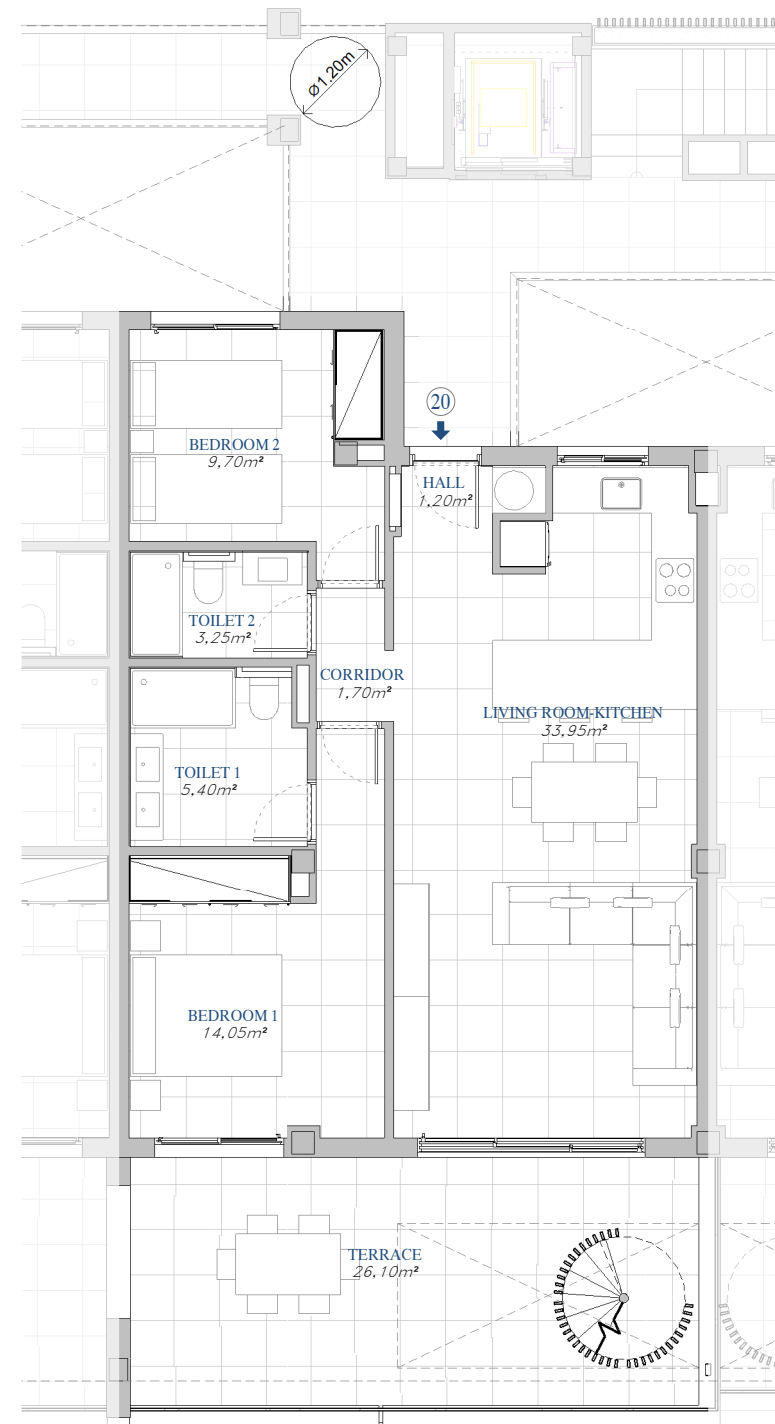 Ø1.20m
20
BEDROOM 2
9,70m²
HALL
1,20m²
TOILET 2
3,25m²
CORRIDOR
1,70m²
LIVING ROOM-KITCHEN
33,95m²
TOILET 1
5,40m²
BEDROOM 1
14,05m²
TERRACE
26,10m²